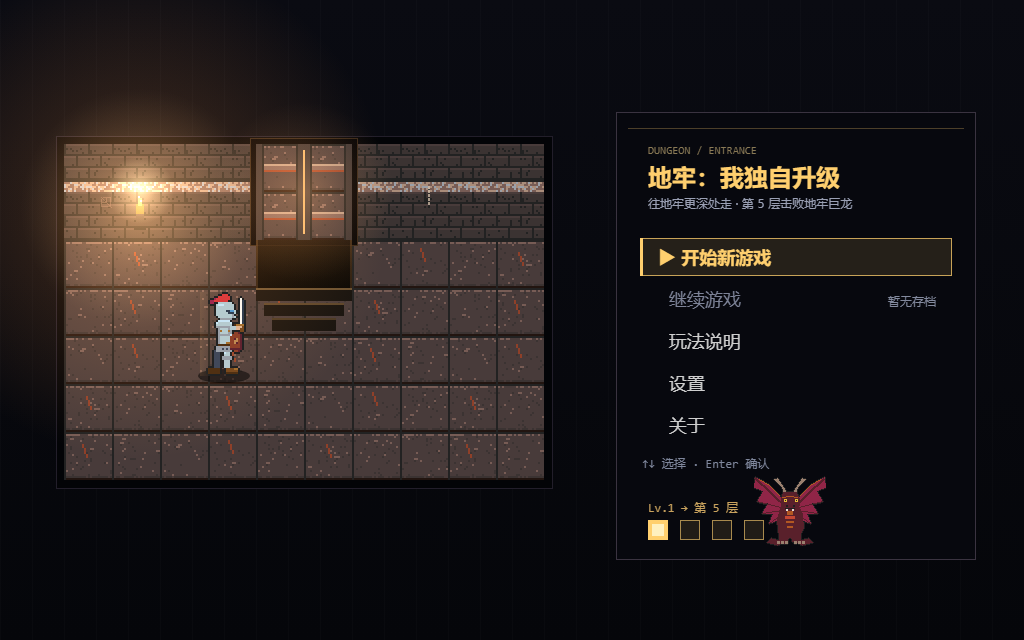 DUNGEON / ENTRANCE
地牢：我独自升级
往地牢更深处走 · 第 5 层击败地牢巨龙
▶ 开始新游戏
继续游戏 暂无存档
玩法说明
设置
关于
↑↓ 选择 · Enter 确认
Lv.1 → 第 5 层